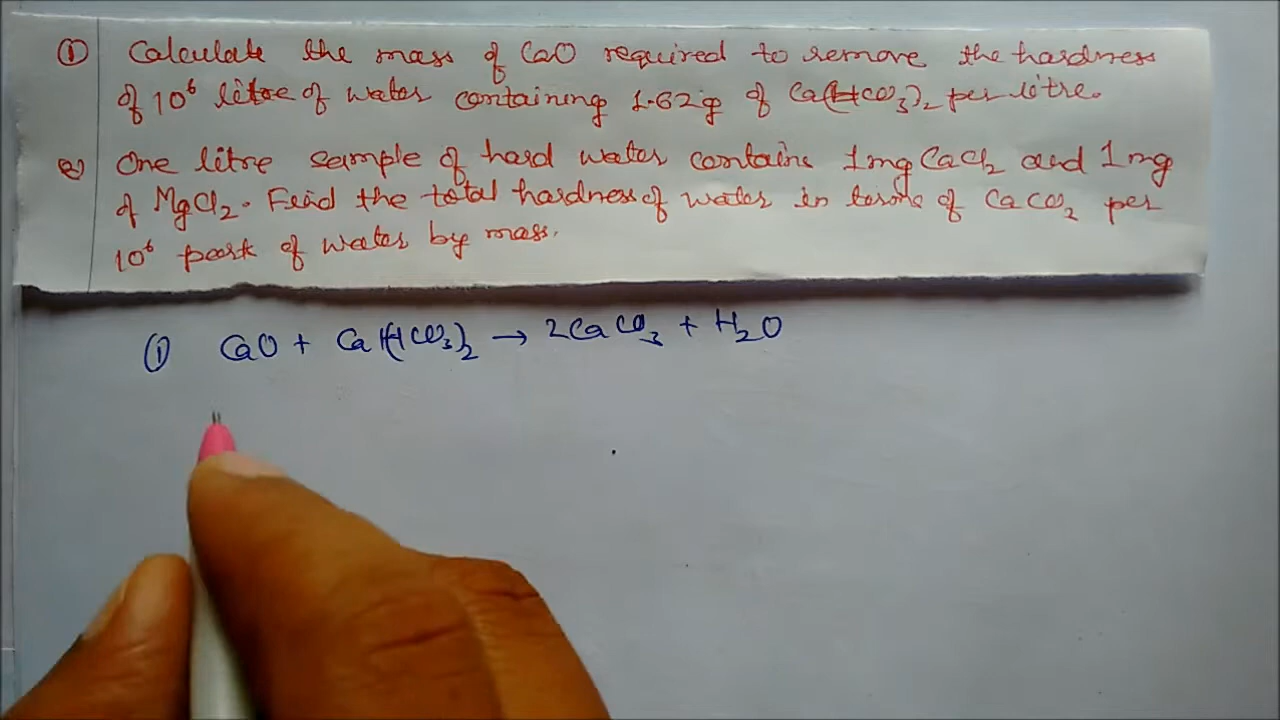 ① Calculate the mass of CaO required to remove the hardness
of 10⁶ litre of water containing 1.62g of Ca(HCO₃)₂ per litre.
② One litre sample of hard water contains 1mg CaCl₂ and 1mg
of MgCl₂. Find the total hardness of water in terms of CaCO₂ per
10⁶ part of water by mass.
① CaO + Ca(HCO₃)₂ → 2CaCO₃ + H₂O